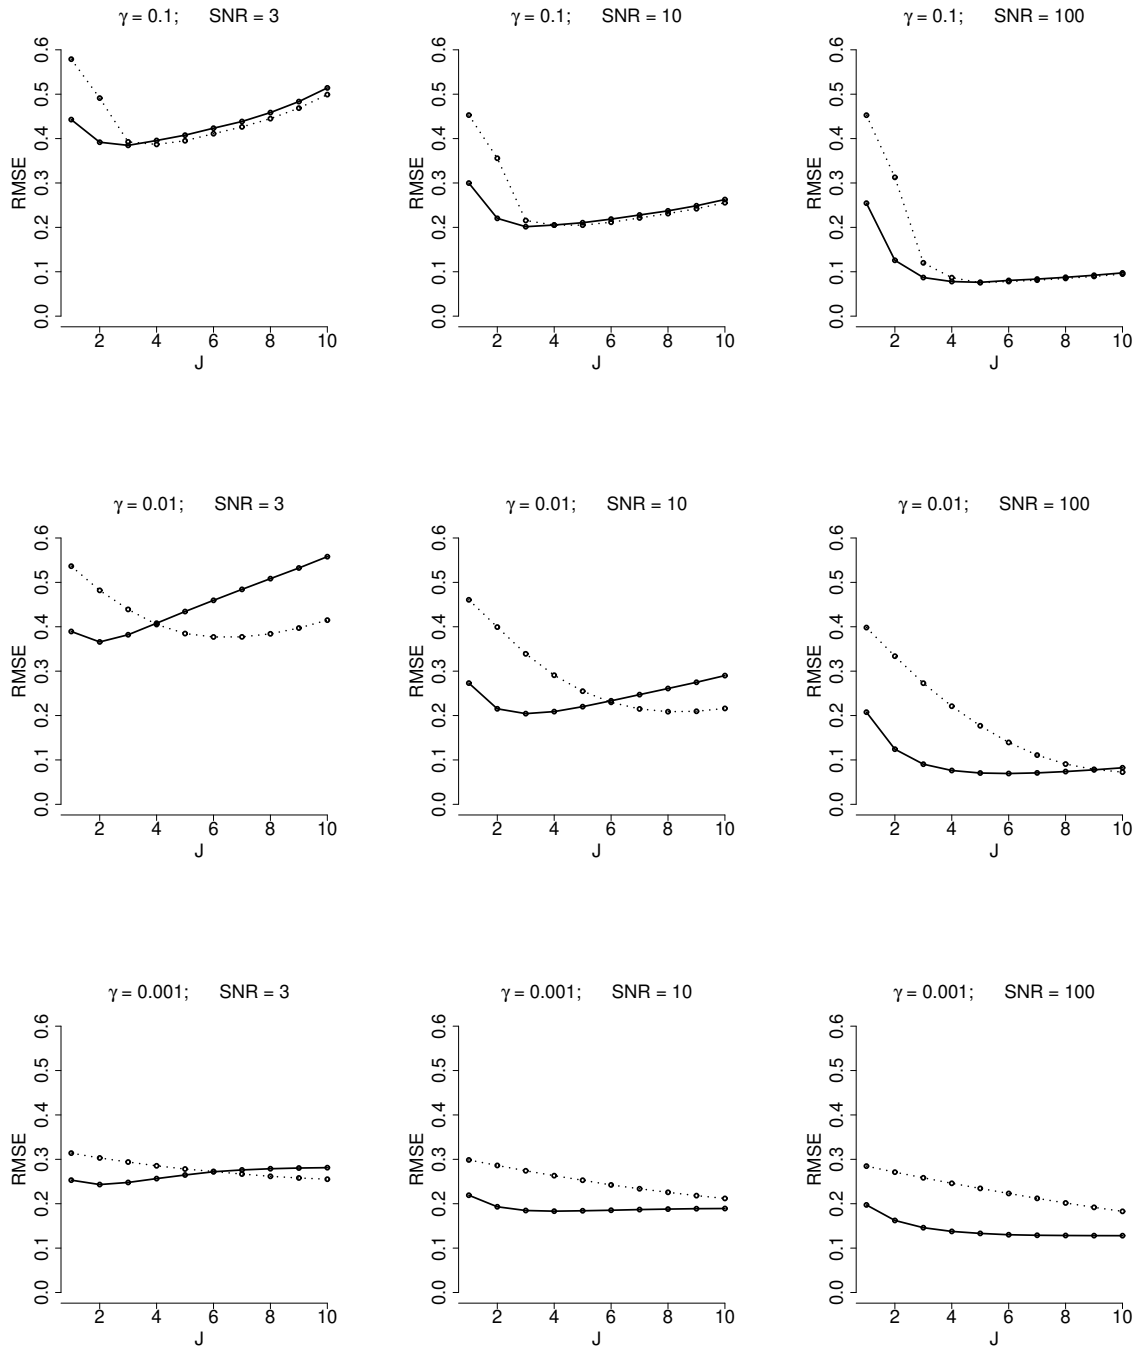 γ = 0.1; SNR = 3
RMSE
0.0 0.1 0.2 0.3 0.4 0.5 0.6
2 4 6 8 10
J
γ = 0.1; SNR = 10
RMSE
0.0 0.1 0.2 0.3 0.4 0.5 0.6
2 4 6 8 10
J
γ = 0.1; SNR = 100
RMSE
0.0 0.1 0.2 0.3 0.4 0.5 0.6
2 4 6 8 10
J
γ = 0.01; SNR = 3
RMSE
0.0 0.1 0.2 0.3 0.4 0.5 0.6
2 4 6 8 10
J
γ = 0.01; SNR = 10
RMSE
0.0 0.1 0.2 0.3 0.4 0.5 0.6
2 4 6 8 10
J
γ = 0.01; SNR = 100
RMSE
0.0 0.1 0.2 0.3 0.4 0.5 0.6
2 4 6 8 10
J
γ = 0.001; SNR = 3
RMSE
0.0 0.1 0.2 0.3 0.4 0.5 0.6
2 4 6 8 10
J
γ = 0.001; SNR = 10
RMSE
0.0 0.1 0.2 0.3 0.4 0.5 0.6
2 4 6 8 10
J
γ = 0.001; SNR = 100
RMSE
0.0 0.1 0.2 0.3 0.4 0.5 0.6
2 4 6 8 10
J